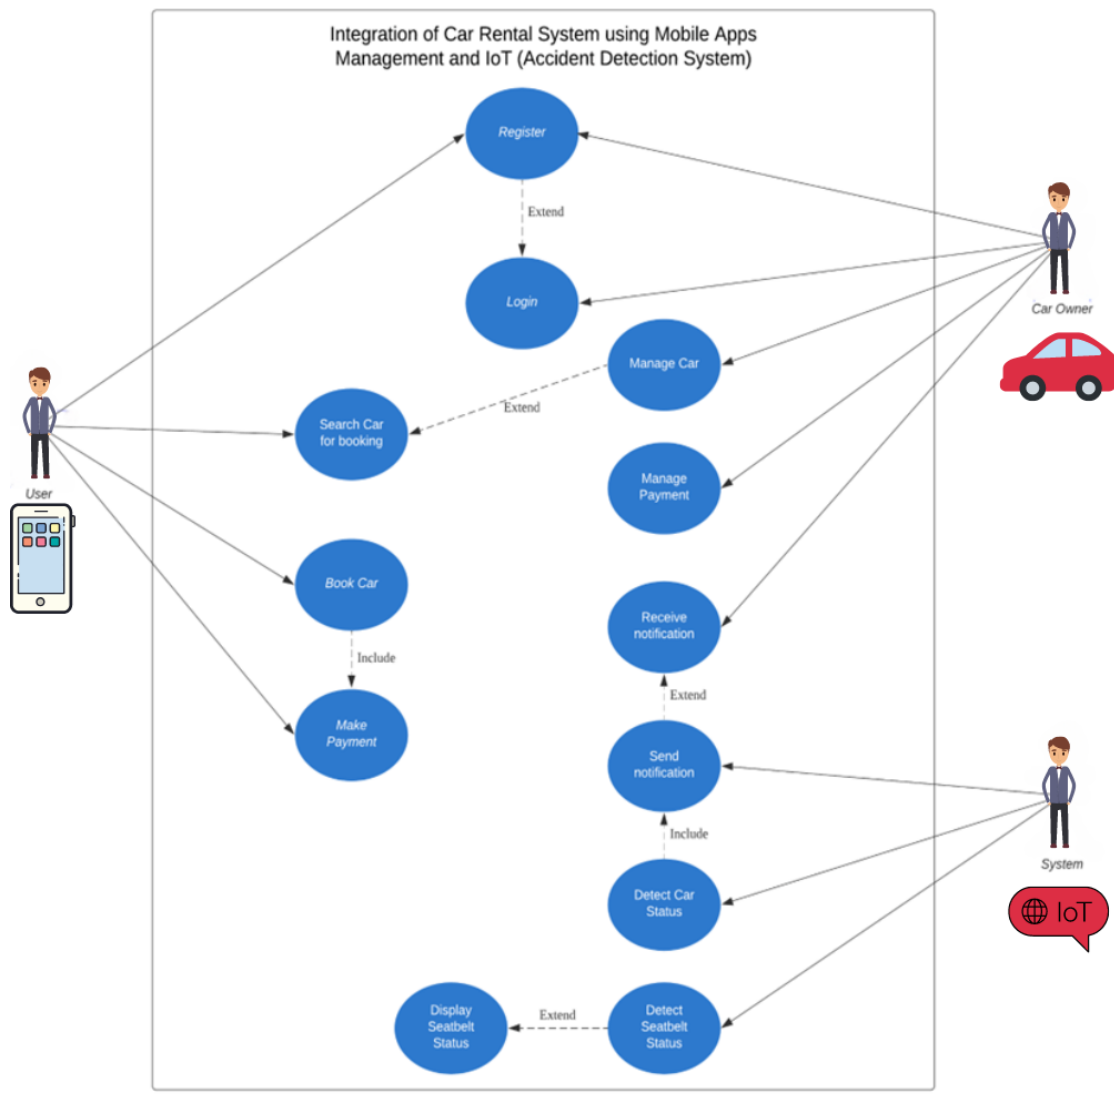 Integration of Car Rental System using Mobile Apps
Management and IoT (Accident Detection System)
Register
Extend
Login
Car Owner
Manage Car
Extend
Search Car
for booking
User
Manage
Payment
Book Car
Include
Receive
notification
Extend
Make
Payment
Send
notification
Include
System
Detect Car
Status
IoT
Display
Seatbelt
Status
Extend
Detect
Seatbelt
Status